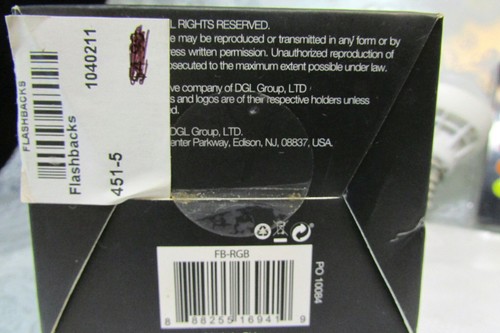 L RIGHTS RESERVED.
e may be reproduced or transmitted in any form or by
ress written permission. Unauthorized reproduction of
osecuted to the maximum extent possible under law.
ve company of DGL Group, LTD
s and logos are of their respective holders unless
d.
DGL Group, LTD.
enter Parkway, Edison, NJ, 08837, USA.
FLASHBACKS
Flashbacks
1040211
451-5
FB-RGB
8 88255 16941 9
PO 10084